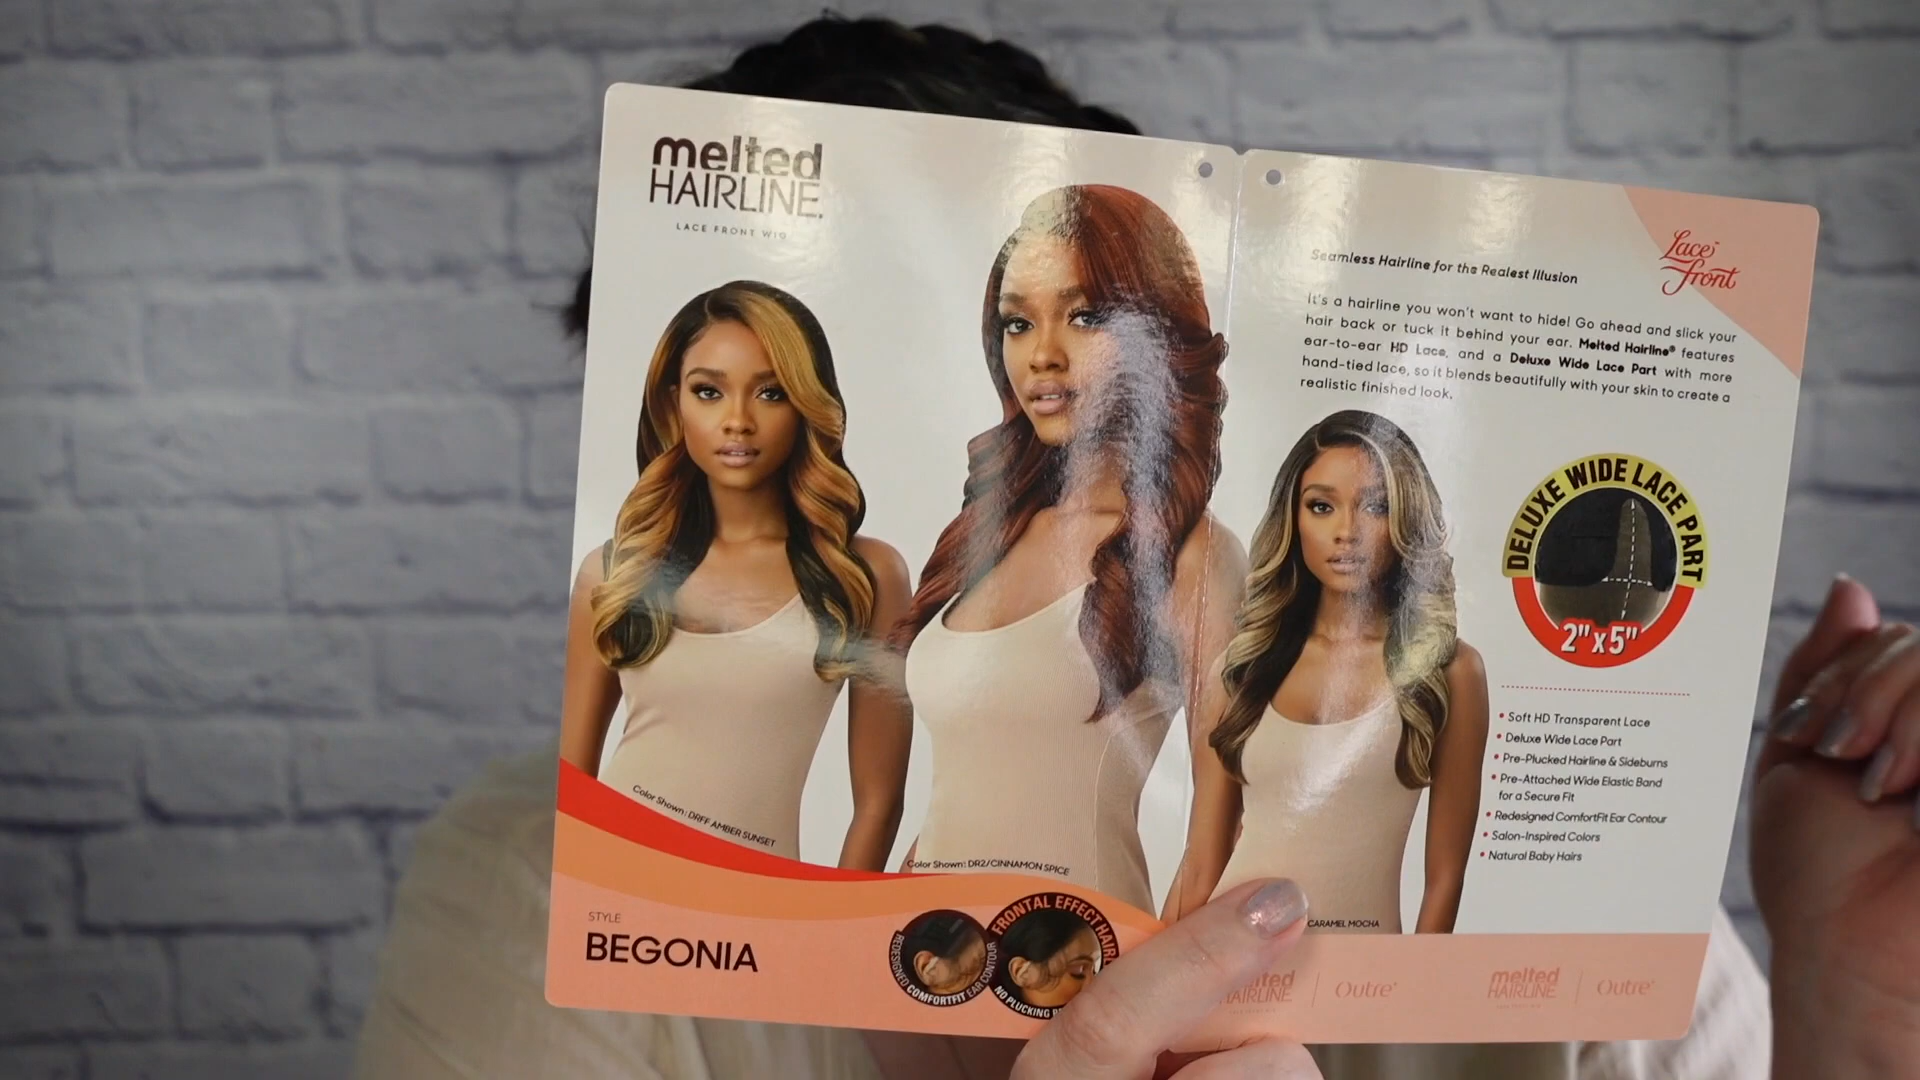 melted
HAIRLINE.
LACE FRONT WIG
Lace
front
Seamless Hairline for the Realest Illusion
It's a hairline you won't want to hide! Go ahead and slick your
hair back or tuck it behind your ear. Melted Hairline® features
ear-to-ear HD Lace, and a Deluxe Wide Lace Part with more
hand-tied lace, so it blends beautifully with your skin to create a
realistic finished look.
DELUXE WIDE LACE PART
2" x 5"
• Soft HD Transparent Lace
• Deluxe Wide Lace Part
• Pre-Plucked Hairline & Sideburns
• Pre-Attached Wide Elastic Band
for a Secure Fit
• Redesigned ComfortFit Ear Contour
• Salon-Inspired Colors
• Natural Baby Hairs
Color Shown: DRFF AMBER SUNSET
Color Shown: DR2/CINNAMON SPICE
CARAMEL MOCHA
STYLE
BEGONIA
REDESIGNED COMFORTFIT EAR CONTOUR
FRONTAL EFFECT
NO PLUCKING
HAIRLINE
Outre
melted
HAIRLINE
Outre